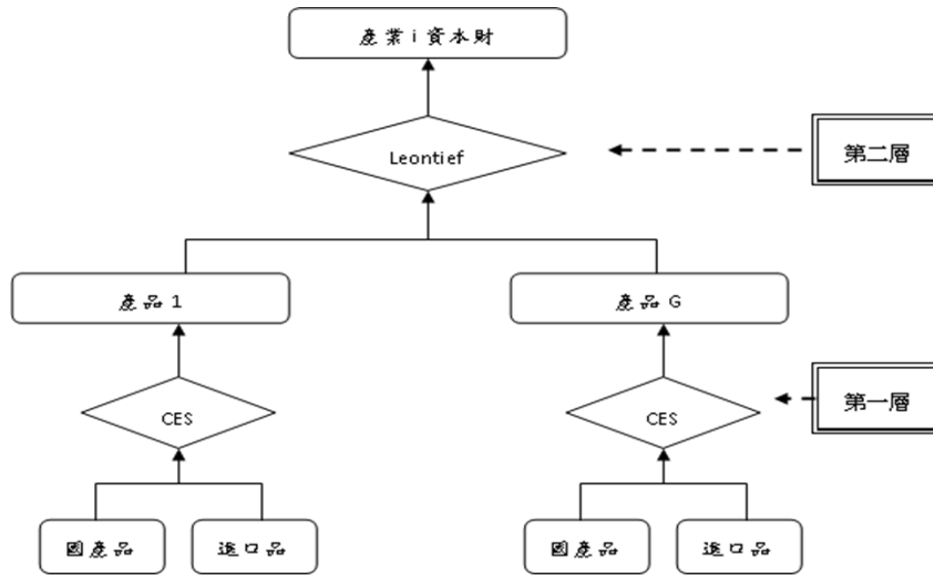 產業 i 資本財
Leontief
第二層
產品 1
產品 G
CES
CES
第一層
國產品
進口品
國產品
進口品